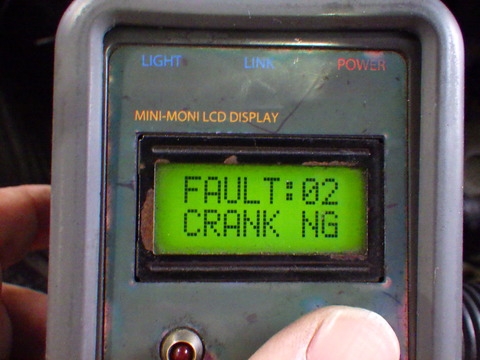 LIGHT LINK POWER
MINI-MONI LCD DISPLAY
FAULT:02
CRANK NG